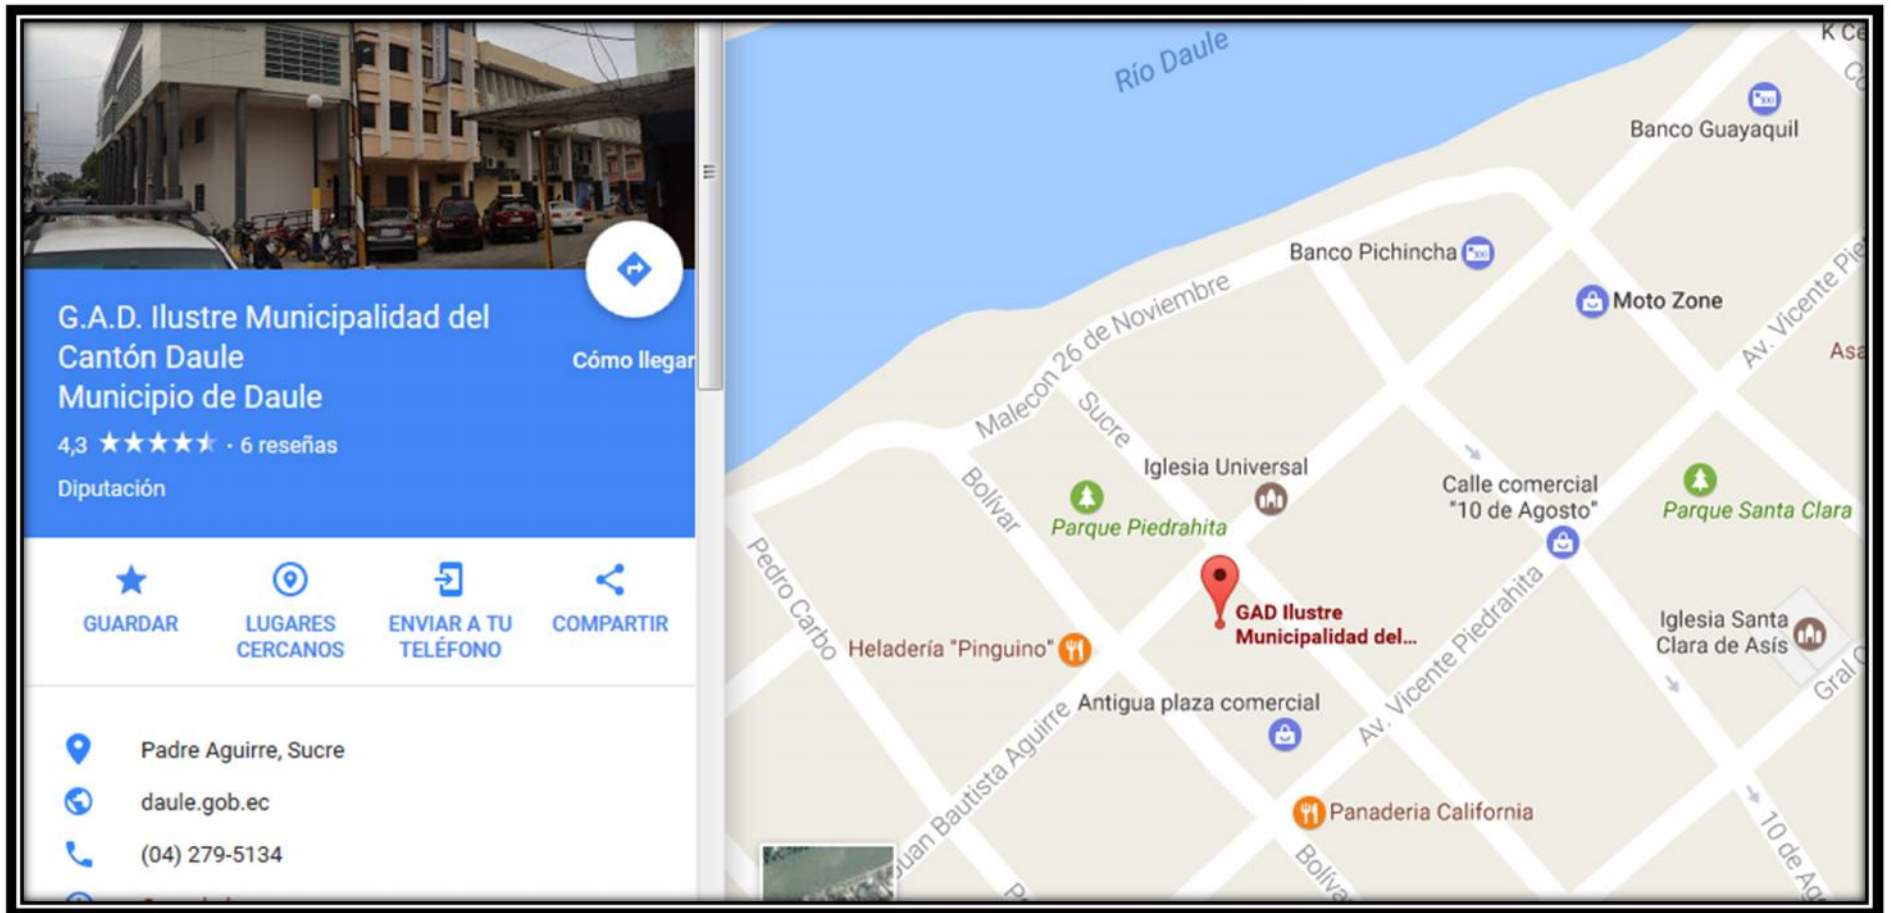 G.A.D. Ilustre Municipalidad del
Cantón Daule
Municipio de Daule
Cómo llegar
4,3 · 6 reseñas
Diputación
GUARDAR
LUGARES
CERCANOS
ENVIAR A TU
TELÉFONO
COMPARTIR
Padre Aguirre, Sucre
daule.gob.ec
(04) 279-5134
Río Daule
K Ce
Banco Guayaquil
Banco Pichincha
Moto Zone
Av. Vicente Pie
Asa
Malecon 26 de Noviembre
Sucre
Iglesia Universal
Bolívar
Parque Piedrahita
Calle comercial
"10 de Agosto"
Parque Santa Clara
Pedro Carbo
GAD Ilustre
Municipalidad del...
Heladería "Pinguino"
Av. Vicente Piedrahita
Iglesia Santa
Clara de Asís
Gral
Antigua plaza comercial
Juan Bautista Aguirre
Panaderia California
Bolíva
10 de Ag